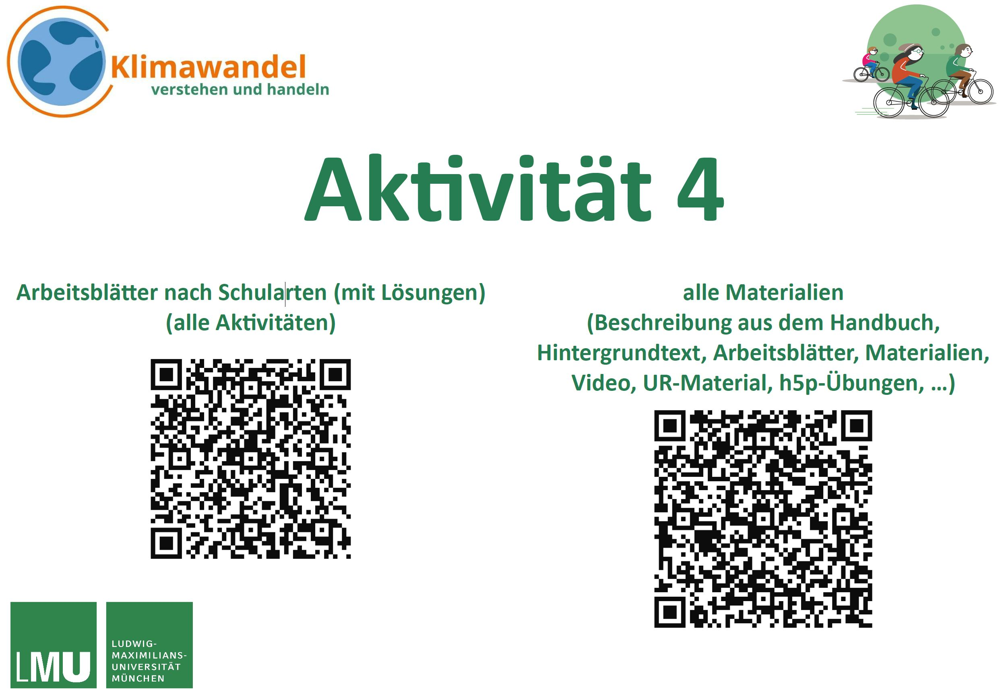 Klimawandel
verstehen und handeln
Aktivität 4
Arbeitsblätter nach Schularten (mit Lösungen)
(alle Aktivitäten)
alle Materialien
(Beschreibung aus dem Handbuch,
Hintergrundtext, Arbeitsblätter, Materialien,
Video, UR-Material, h5p-Übungen, ...)
LMU
LUDWIG-
MAXIMILIANS-
UNIVERSITÄT
MÜNCHEN